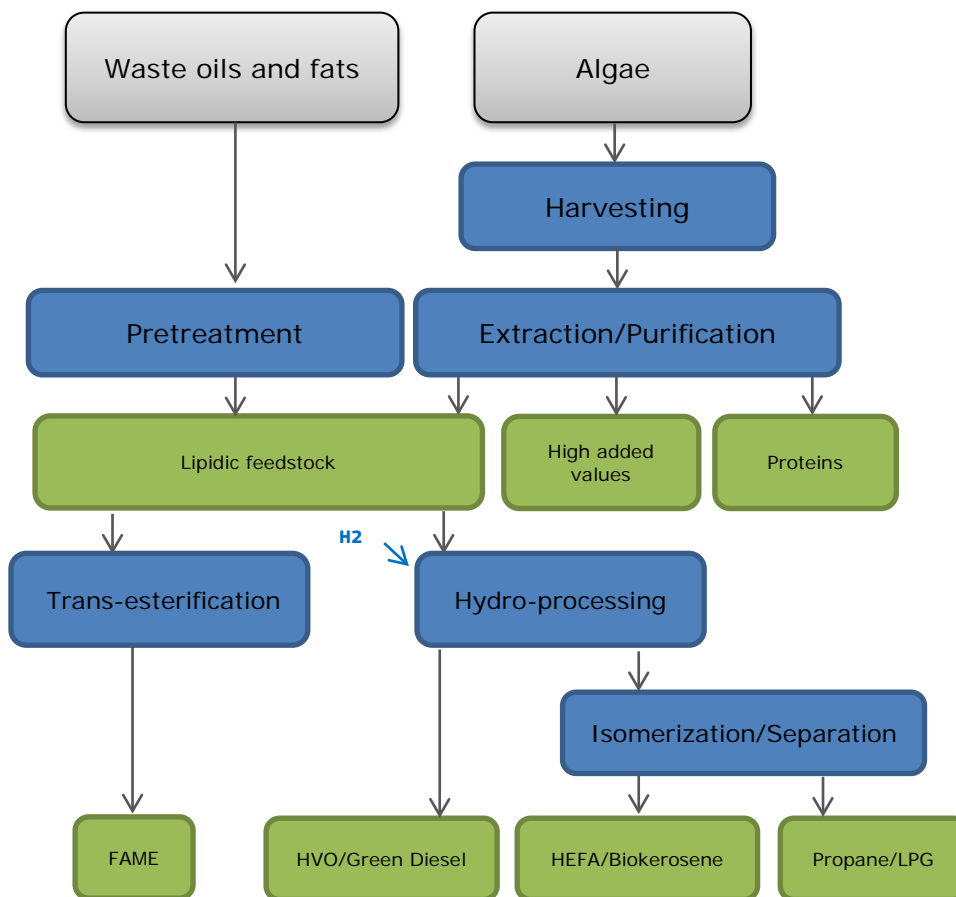 Waste oils and fats
Algae
Harvesting
Pretreatment
Extraction/Purification
Lipidic feedstock
High added
values
Proteins
H2
Trans-esterification
Hydro-processing
Isomerization/Separation
FAME
HVO/Green Diesel
HEFA/Biokerosene
Propane/LPG